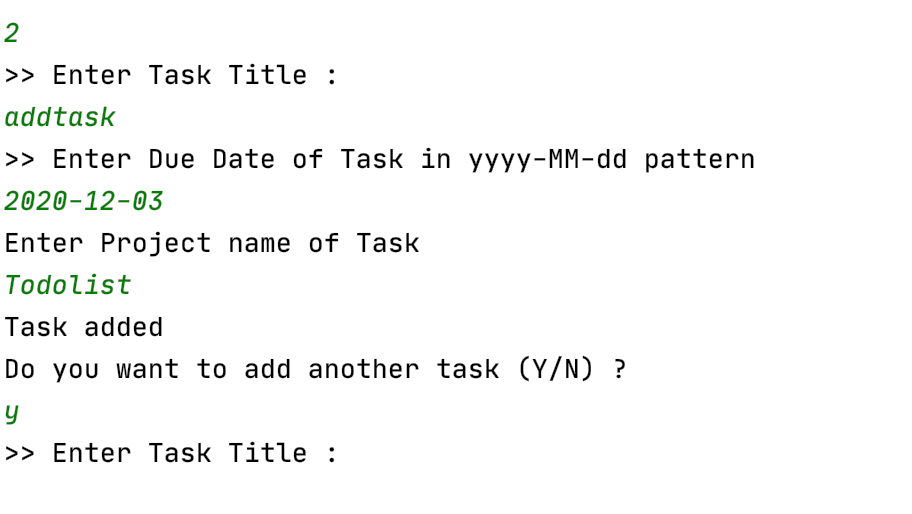 2
>> Enter Task Title :
addtask
>> Enter Due Date of Task in yyyy-MM-dd pattern
2020-12-03
Enter Project name of Task
Todolist
Task added
Do you want to add another task (Y/N) ?
y
>> Enter Task Title :